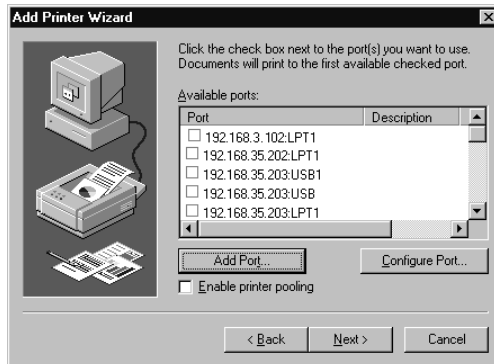 Add Printer Wizard
Click the check box next to the port(s) you want to use.
Documents will print to the first available checked port.
Available ports:
Port Description
192.168.3.102:LPT1
192.168.35.202:LPT1
192.168.35.203:USB1
192.168.35.203:USB
192.168.35.203:LPT1
Add Port... Configure Port...
Enable printer pooling
< Back Next > Cancel